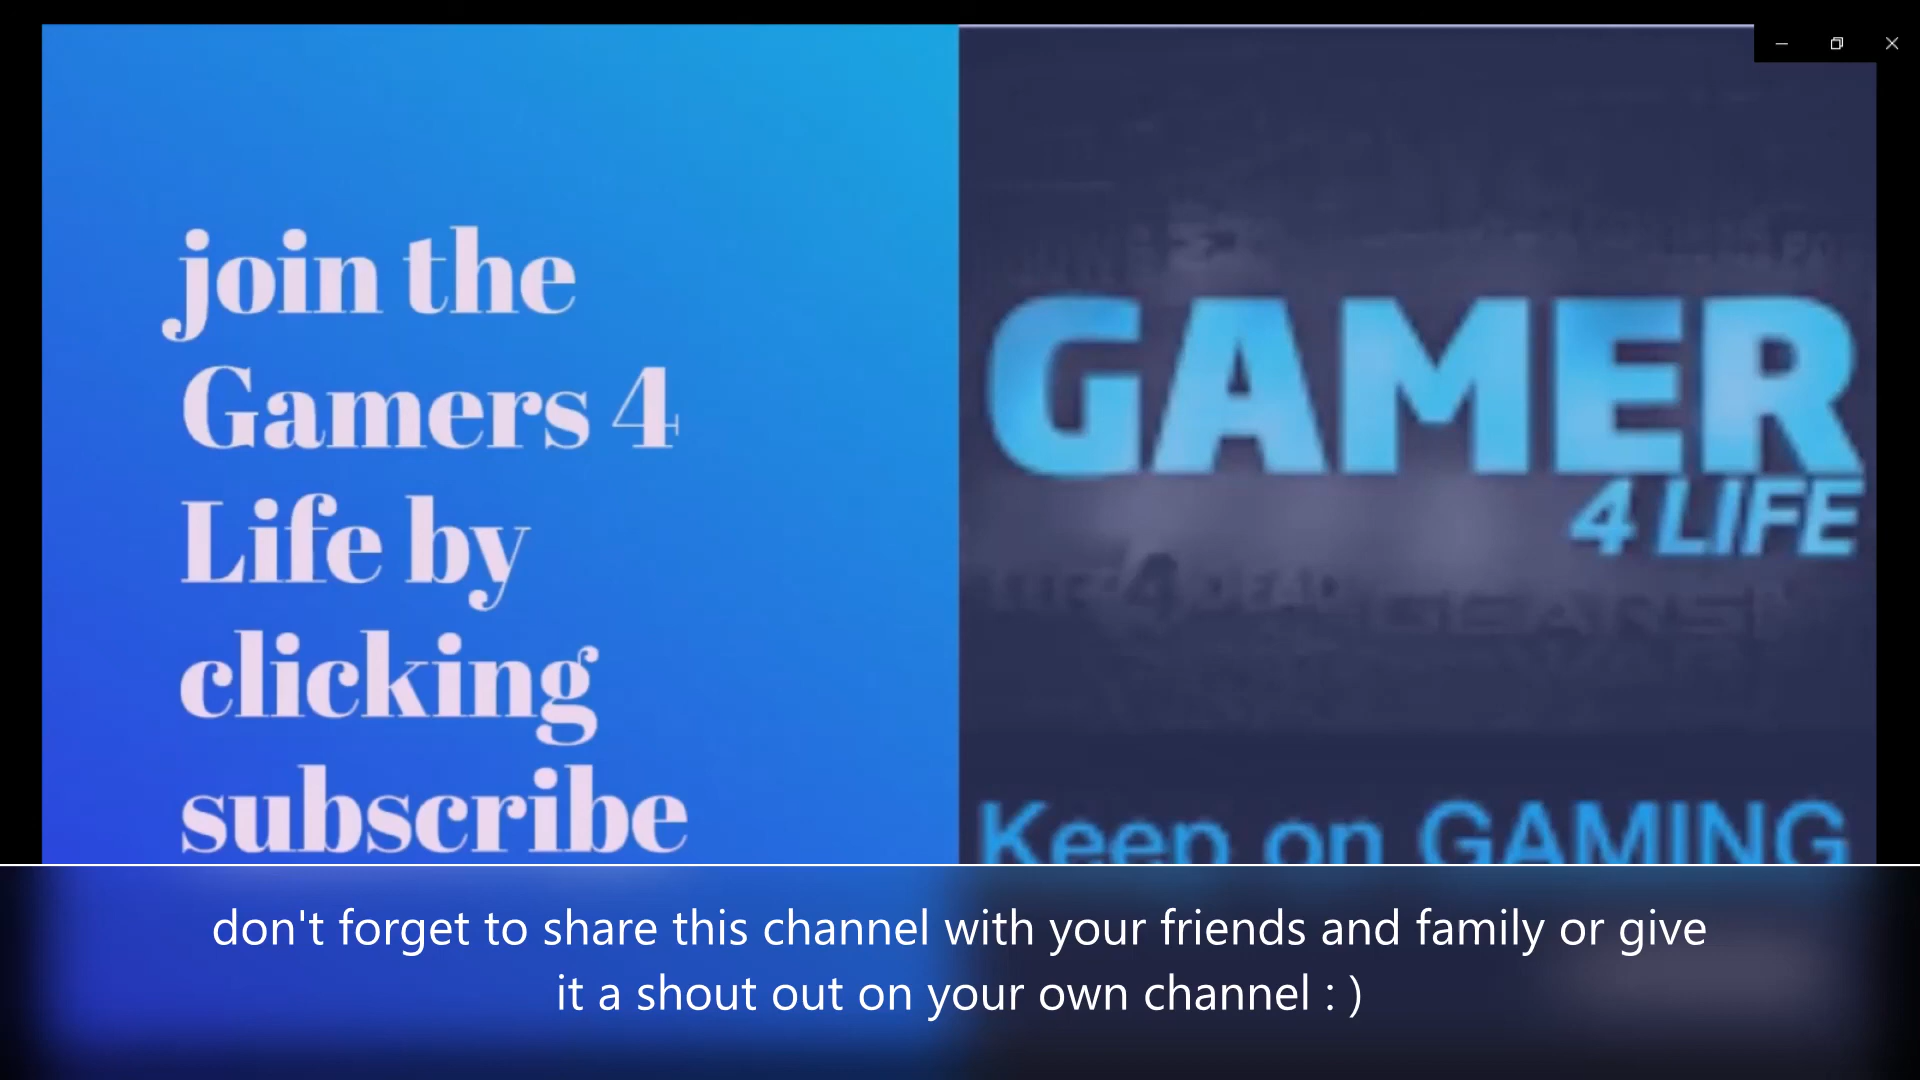 join the
Gamers 4
Life by
clicking
subscribe
GAMER
4 LIFE
Keep on GAMING
don't forget to share this channel with your friends and family or give
it a shout out on your own channel : )